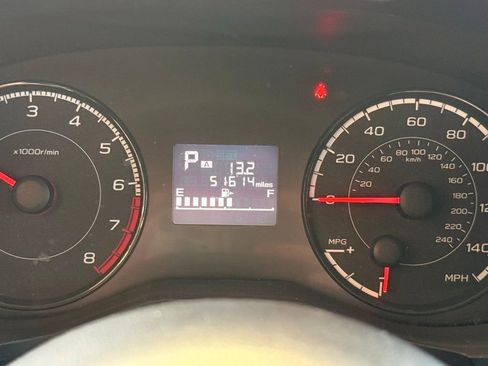 3 4 5 6 7 8
x1000r/min
P A 13.2
51614 miles
E F
0 20 40 60 80 100 140
20 40 60 80 100 120 140 160 180 200 220 240
km/h
MPG + -
MPH